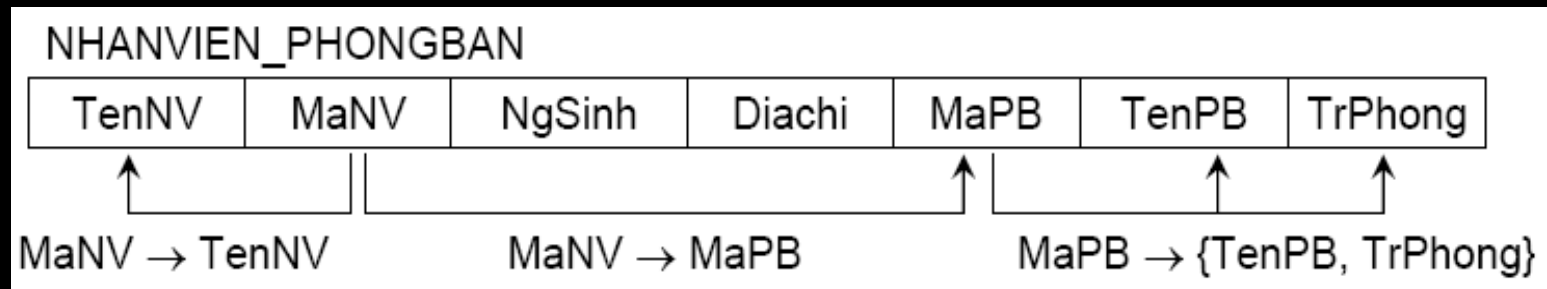 NHANVIEN_PHONGBAN
TenNV MaNV NgSinh Diachi MaPB TenPB TrPhong
MaNV → TenNV MaNV → MaPB MaPB → {TenPB, TrPhong}